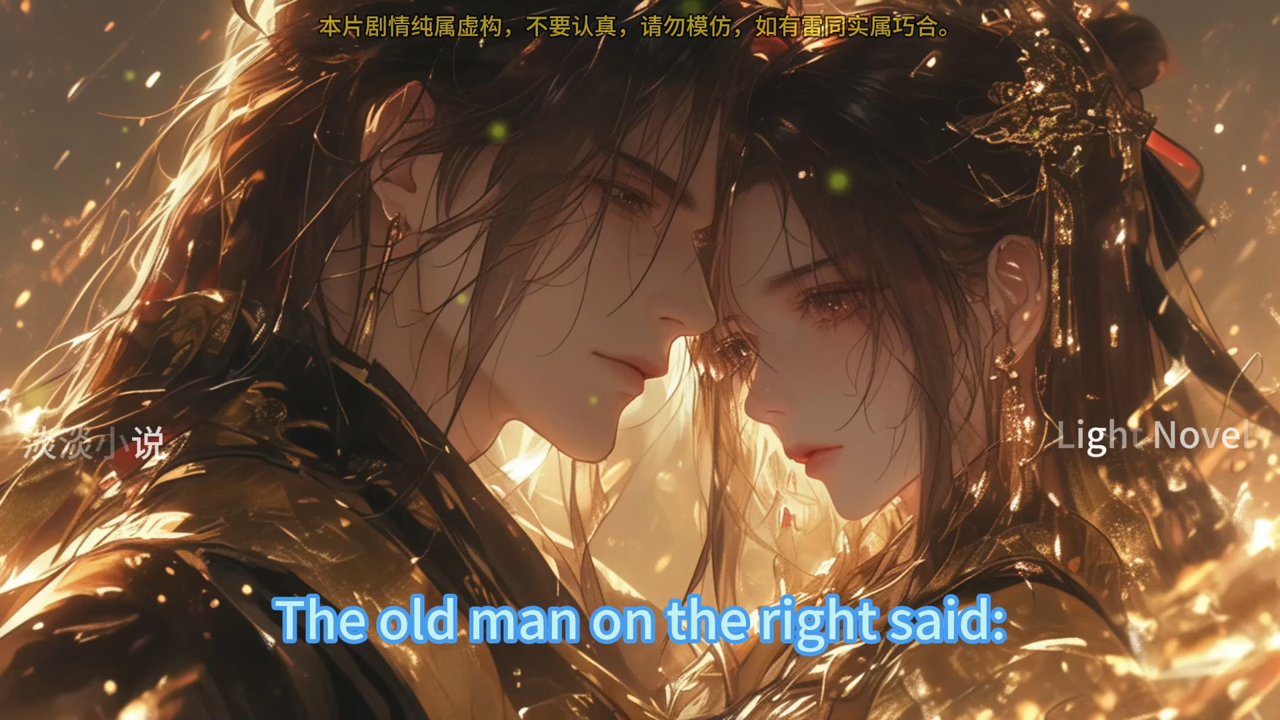 本片剧情纯属虚构，不要认真，请勿模仿，如有雷同实属巧合。
淡淡小说
Light Novel
The old man on the right said: